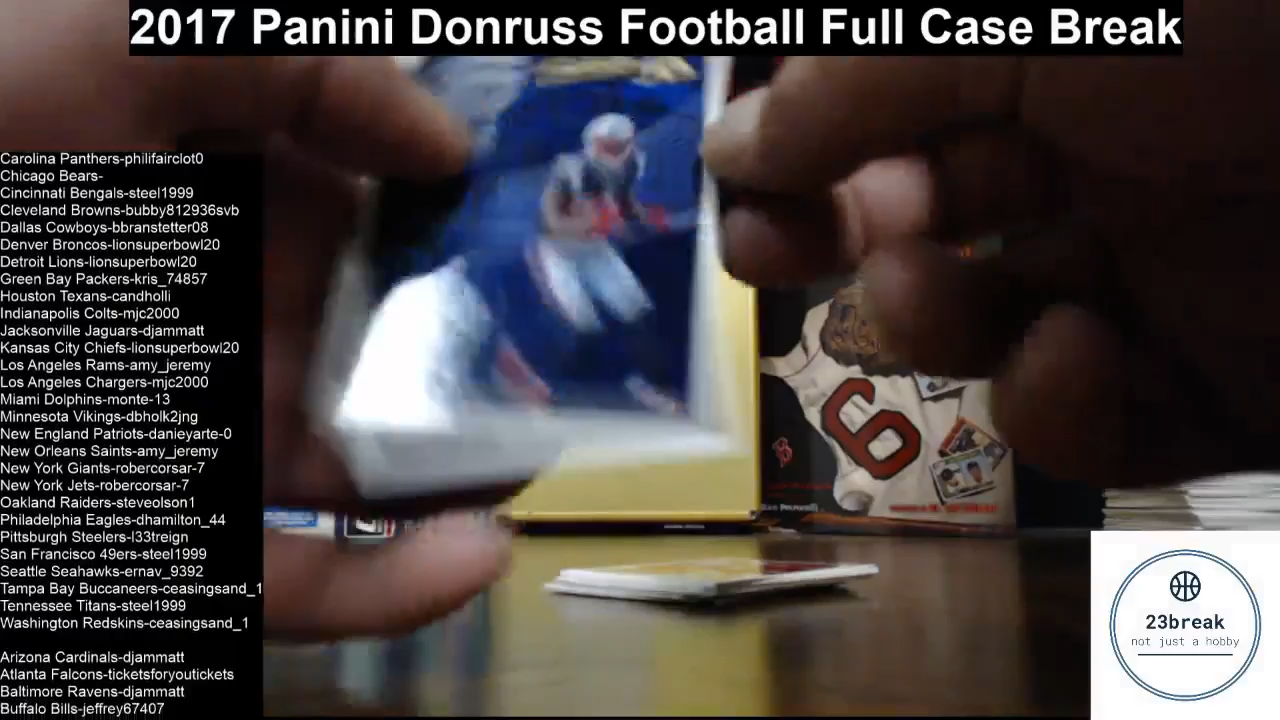 2017 Panini Donruss Football Full Case Break
Carolina Panthers-philifairclot0
Chicago Bears-
Cincinnati Bengals-steel1999
Cleveland Browns-bubby812936svb
Dallas Cowboys-bbranstetter08
Denver Broncos-lionsuperbowl20
Detroit Lions-lionsuperbowl20
Green Bay Packers-kris_74857
Houston Texans-candholli
Indianapolis Colts-mjc2000
Jacksonville Jaguars-djammatt
Kansas City Chiefs-lionsuperbowl20
Los Angeles Rams-amy_jeremy
Los Angeles Chargers-mjc2000
Miami Dolphins-monte-13
Minnesota Vikings-dbholk2jng
New England Patriots-danieyarte-0
New Orleans Saints-amy_jeremy
New York Giants-robercorsar-7
New York Jets-robercorsar-7
Oakland Raiders-steveolson1
Philadelphia Eagles-dhamilton_44
Pittsburgh Steelers-l33treign
San Francisco 49ers-steel1999
Seattle Seahawks-ernav_9392
Tampa Bay Buccaneers-ceasingsand_1
Tennessee Titans-steel1999
Washington Redskins-ceasingsand_1
Arizona Cardinals-djammatt
Atlanta Falcons-ticketsforyoutickets
Baltimore Ravens-djammatt
Buffalo Bills-jeffrey67407
6
B
23break
not just a hobby